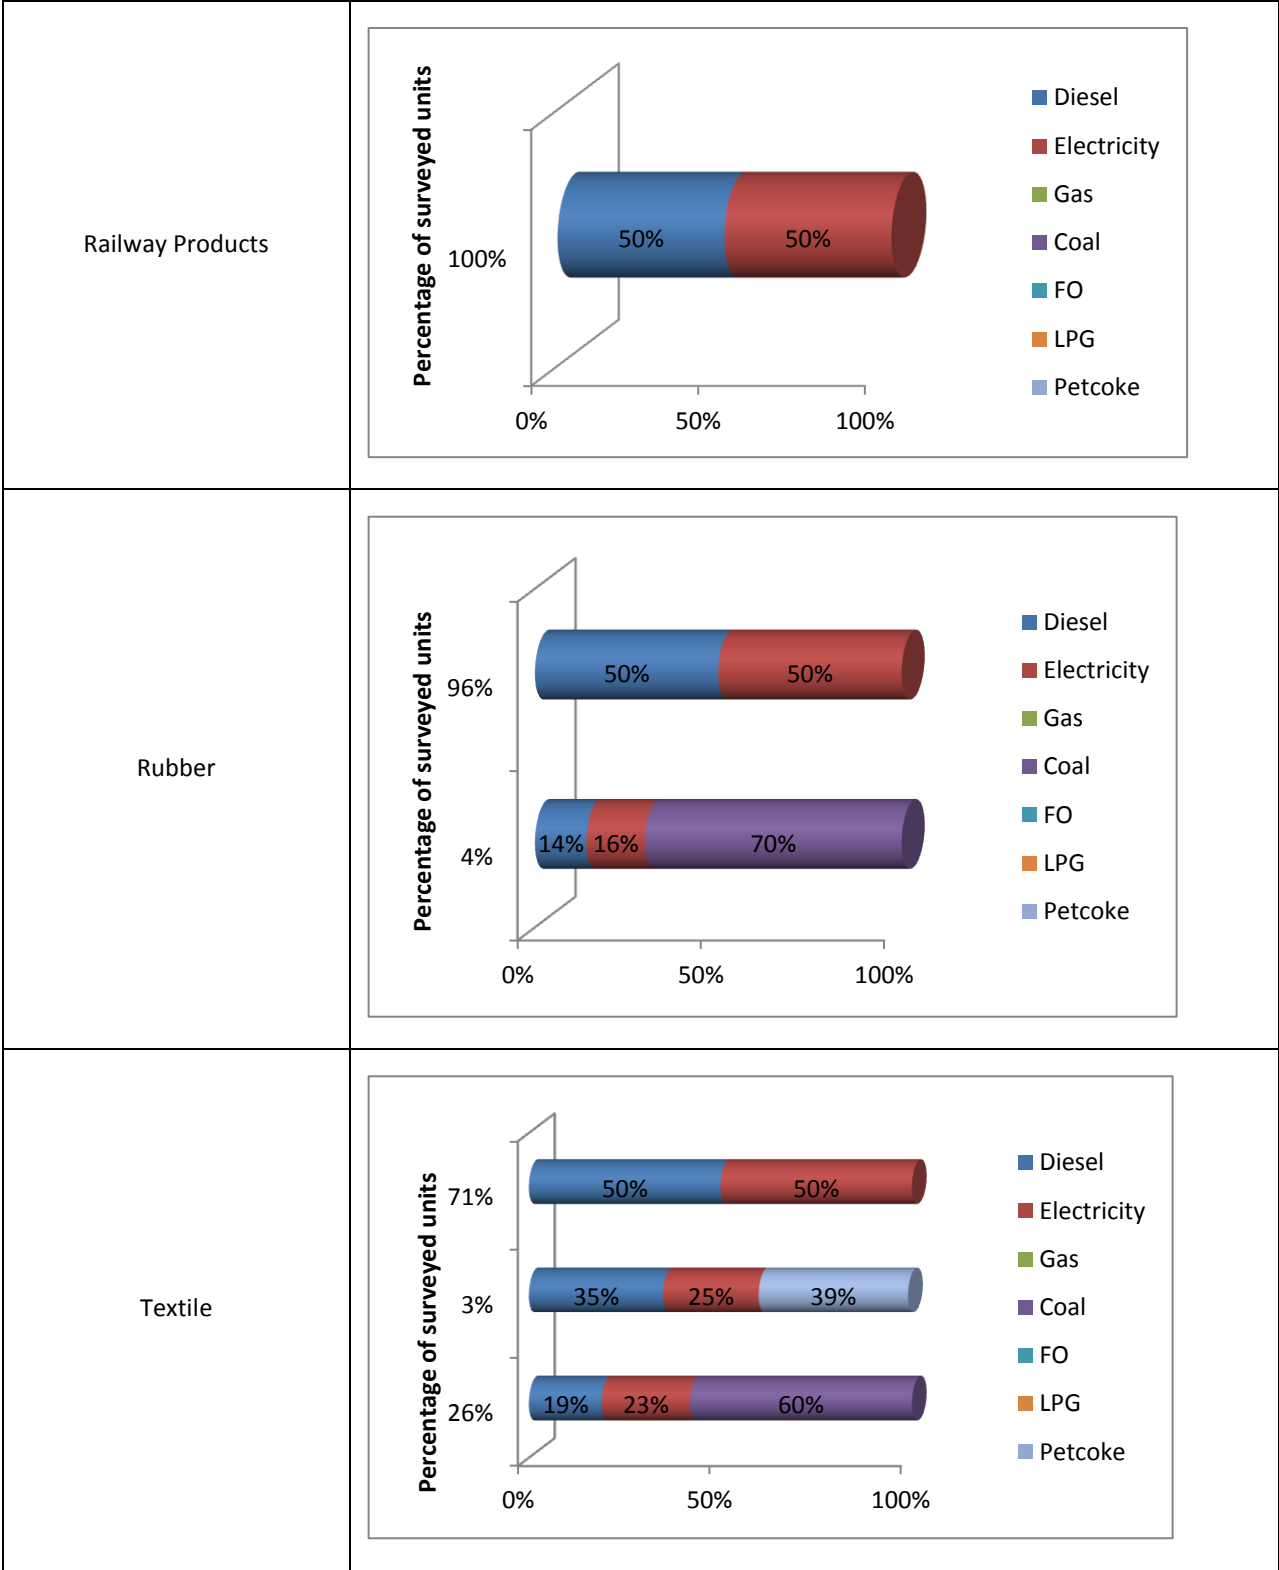 Railway Products
Percentage of surveyed units
100%
50%
50%
0%
50%
100%
Diesel
Electricity
Gas
Coal
FO
LPG
Petcoke
Rubber
Percentage of surveyed units
96%
50%
50%
4%
14%
16%
70%
0%
50%
100%
Diesel
Electricity
Gas
Coal
FO
LPG
Petcoke
Textile
Percentage of surveyed units
71%
50%
50%
3%
35%
25%
39%
26%
19%
23%
60%
0%
50%
100%
Diesel
Electricity
Gas
Coal
FO
LPG
Petcoke